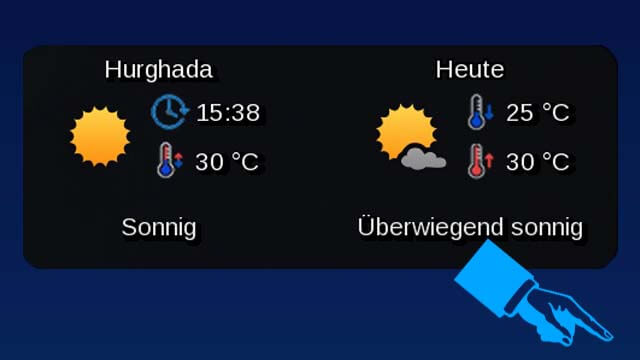 Hurghada
15:38
30 °C
Sonnig
Heute
25 °C
30 °C
Überwiegend sonnig